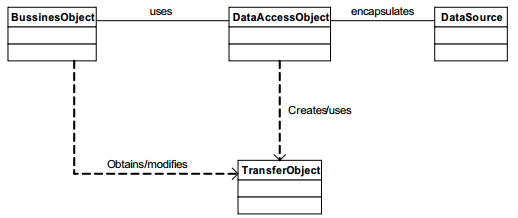 uses
encapsulates
BussinesObject
DataAccessObject
DataSource
Creates/uses
Obtains/modifies
TransferObject